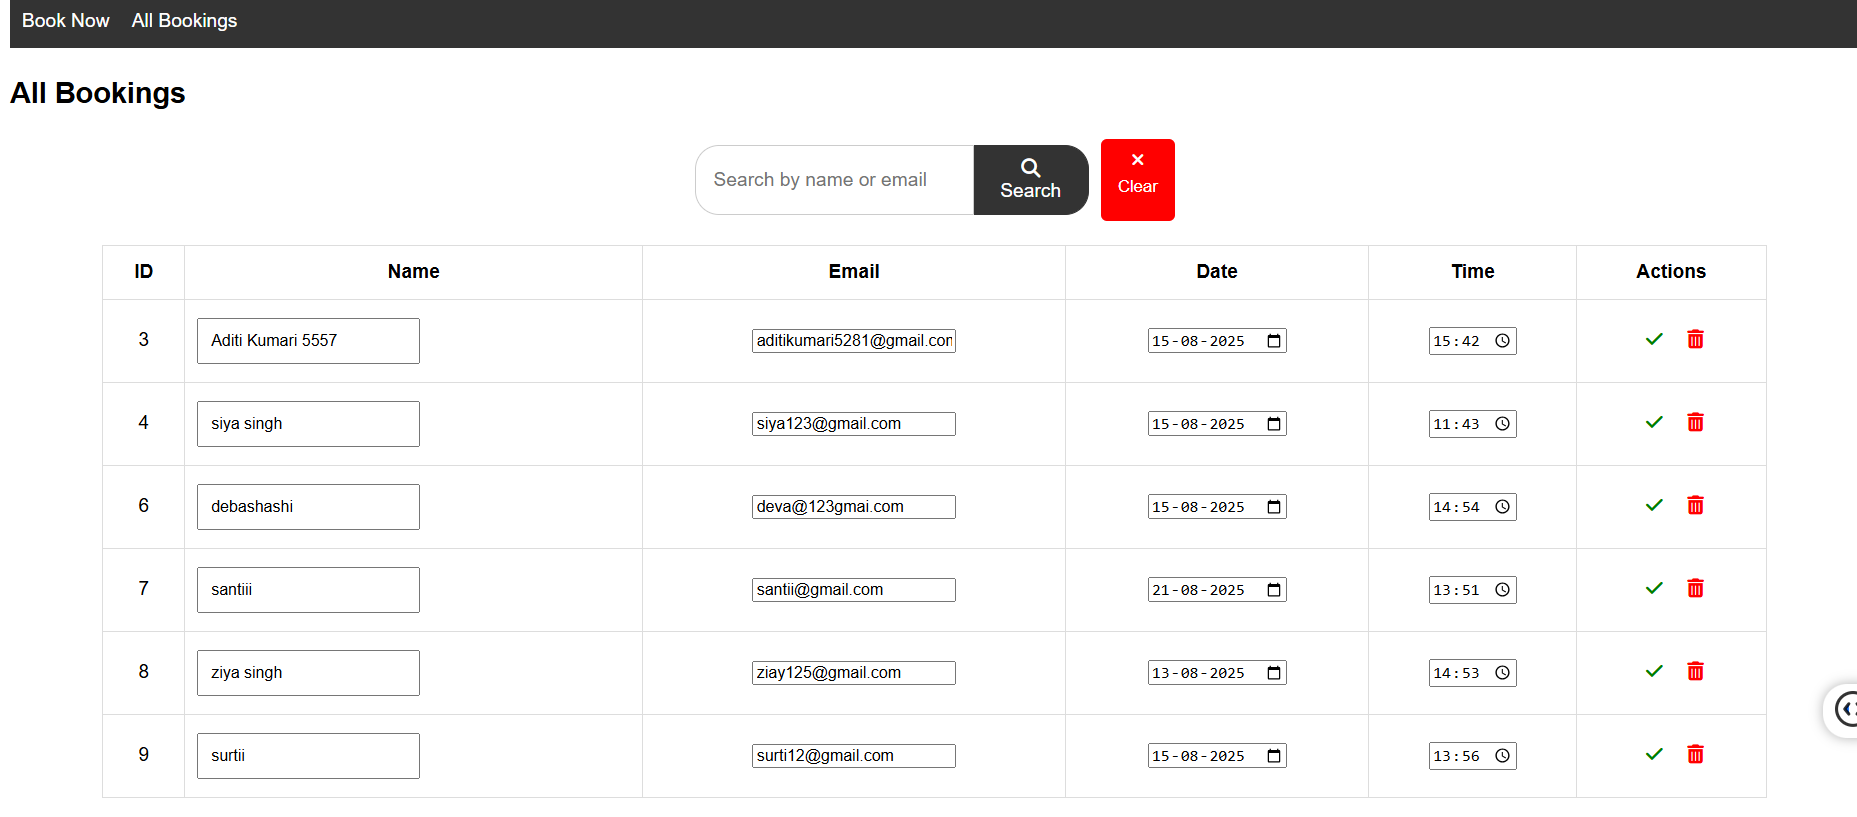 Book Now All Bookings
All Bookings
Search by name or email
Search
Clear
ID Name Email Date Time Actions
3 Aditi Kumari 5557 aditikumari5281@gmail.con 15-08-2025 15:42
4 siya singh siya123@gmail.com 15-08-2025 11:43
6 debashashi deva@123gmai.com 15-08-2025 14:54
7 santiii santii@gmail.com 21-08-2025 13:51
8 ziya singh ziay125@gmail.com 13-08-2025 14:53
9 surtii surti12@gmail.com 15-08-2025 13:56